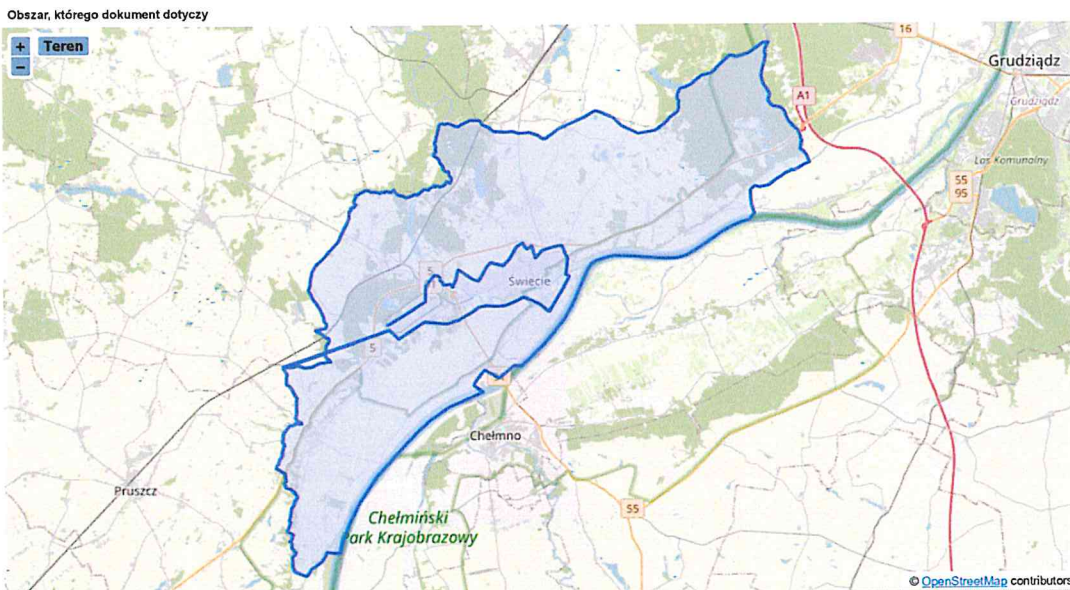 Obszar, którego dokument dotyczy
+ Teren
−
16
Grudziądz
A1
Grudziądz
Las Komunalny
55
95
5
Świecie
5
Chełmno
Pruszcz
55
Chełmiński
Park Krajobrazowy
© OpenStreetMap contributors